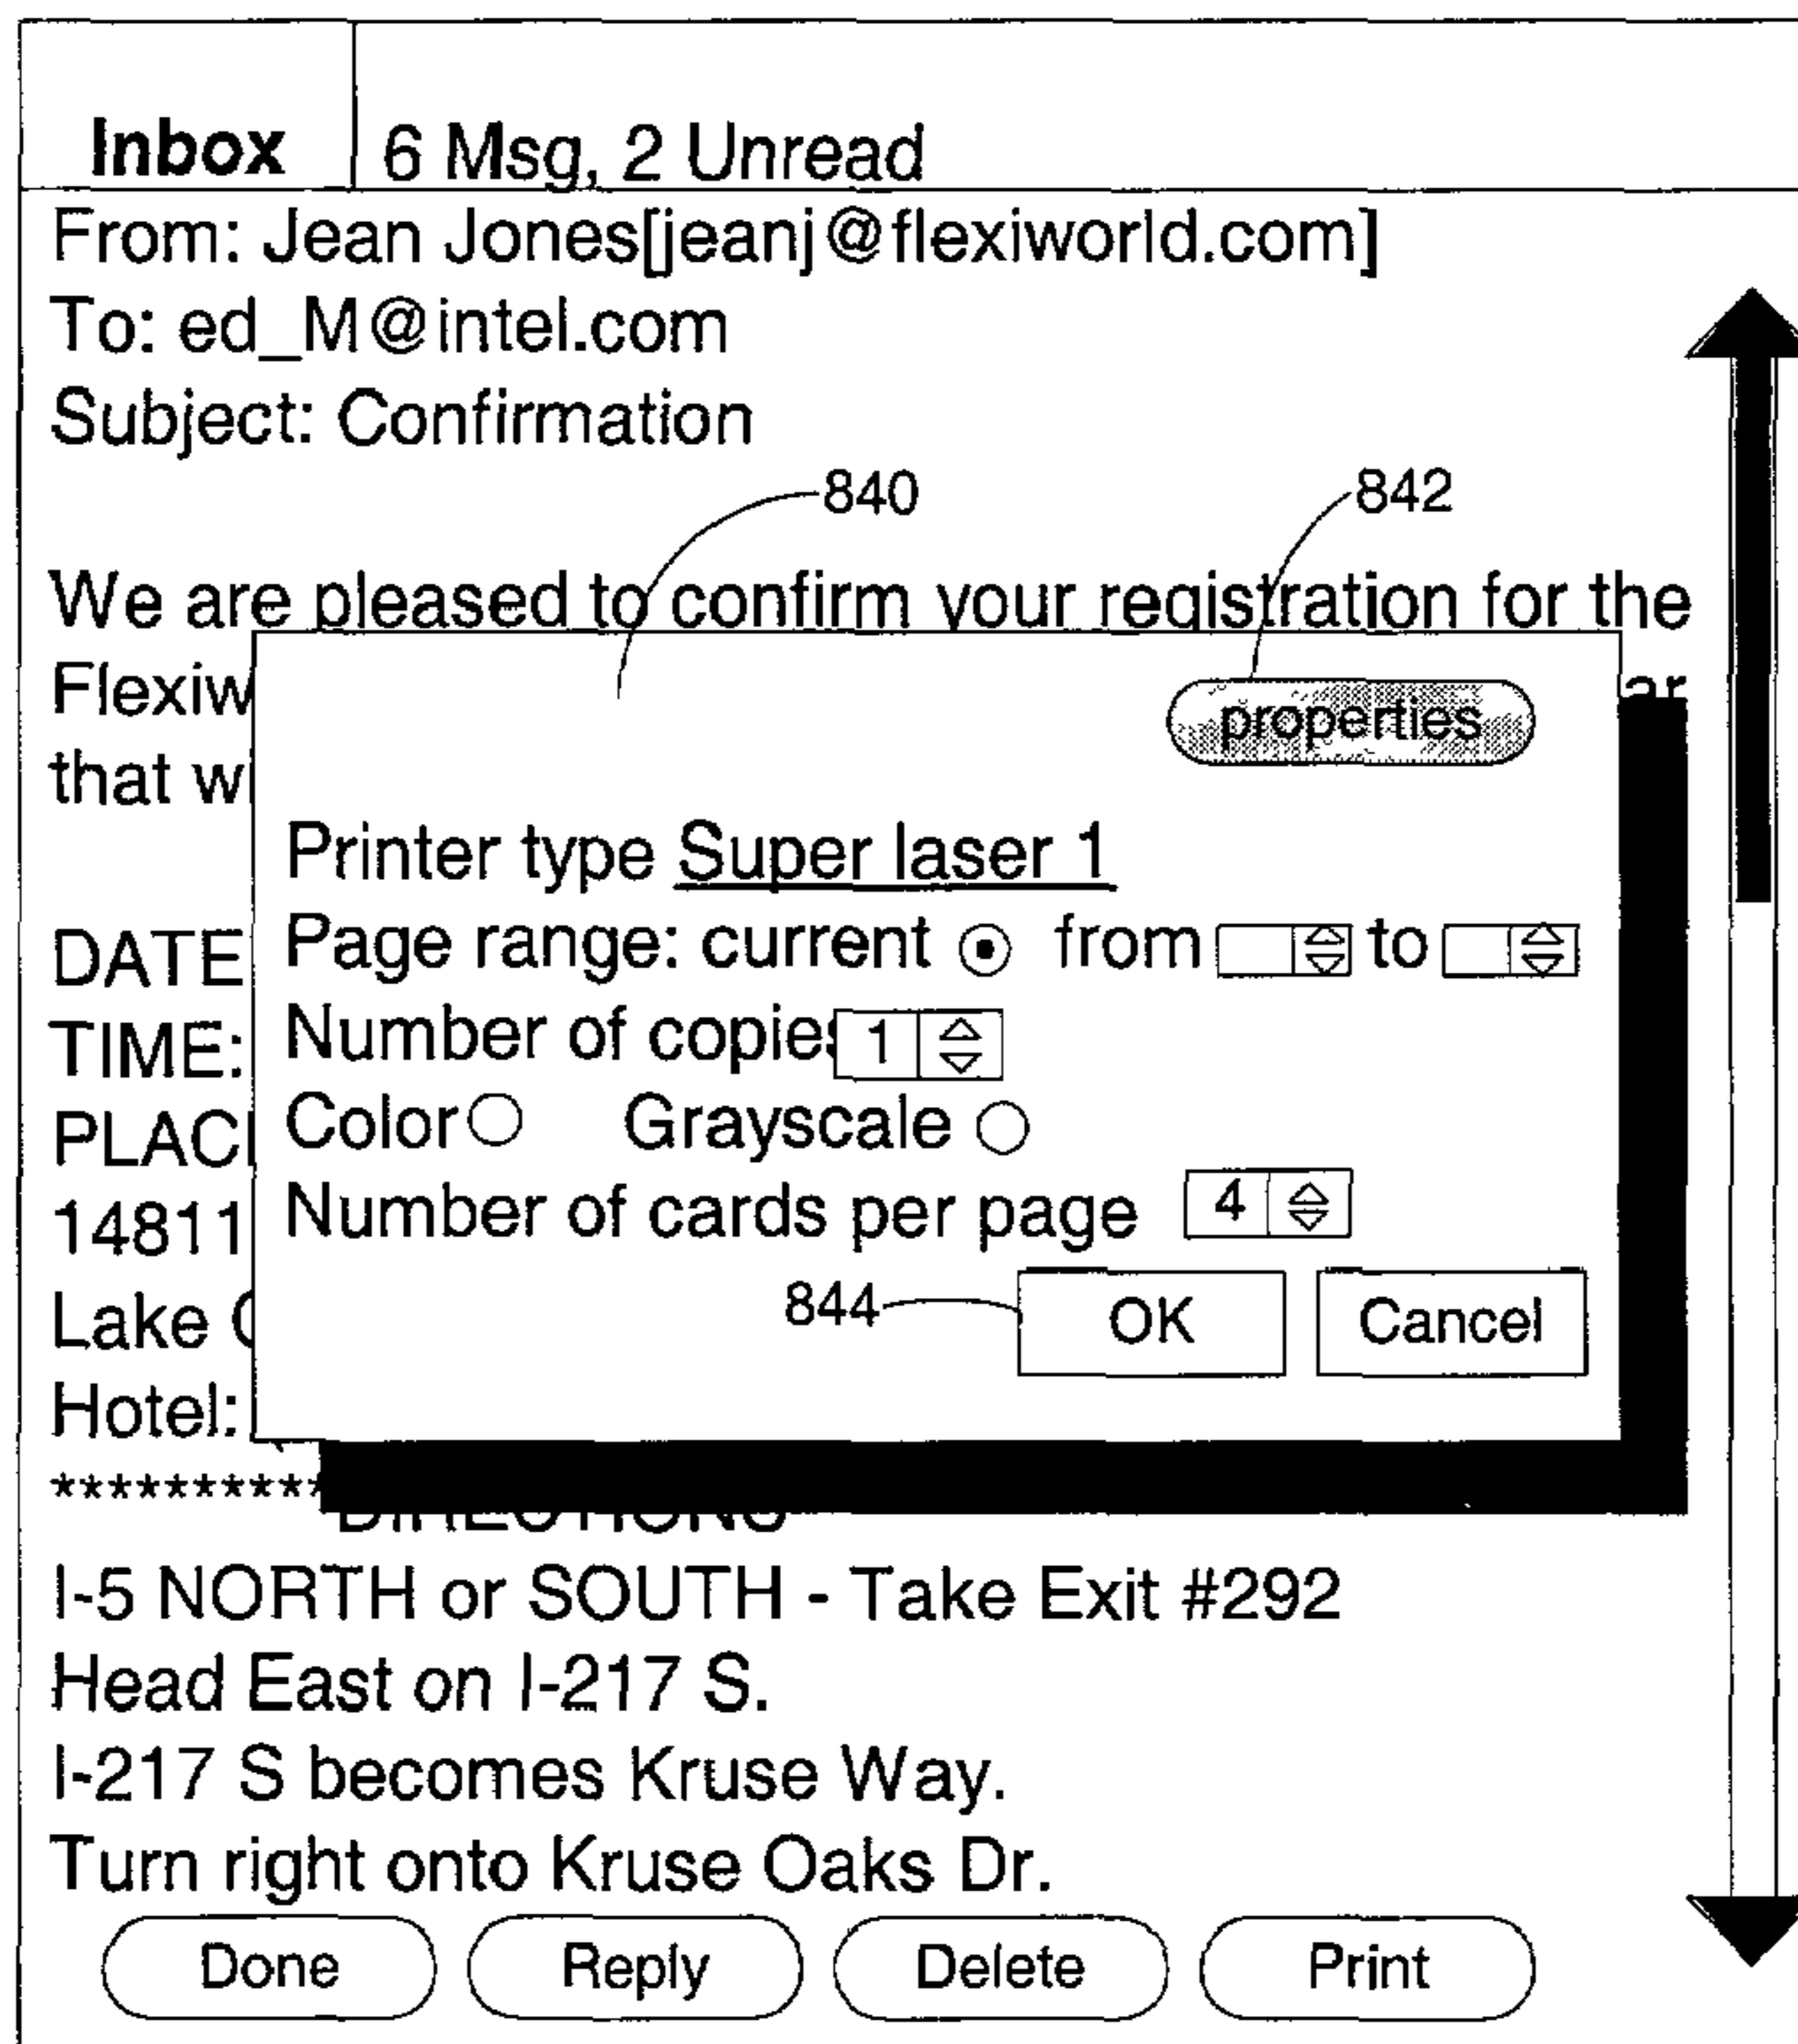 Inbox 6 Msg, 2 Unread
From: Jean Jones[jeanj@flexiworld.com]
To: ed_M@intel.com
Subject: Confirmation
840 842
We are pleased to confirm your registration for the
Flexiw ar
that w
properties
Printer type Super laser 1
DATE
Page range: current from to
TIME:
Number of copies 1
PLAC
Color Grayscale
14811
Number of cards per page 4
Lake
844 OK Cancel
Hotel:
**********
DIRECTIONS
I-5 NORTH or SOUTH - Take Exit #292
Head East on I-217 S.
I-217 S becomes Kruse Way.
Turn right onto Kruse Oaks Dr.
Done Reply Delete Print